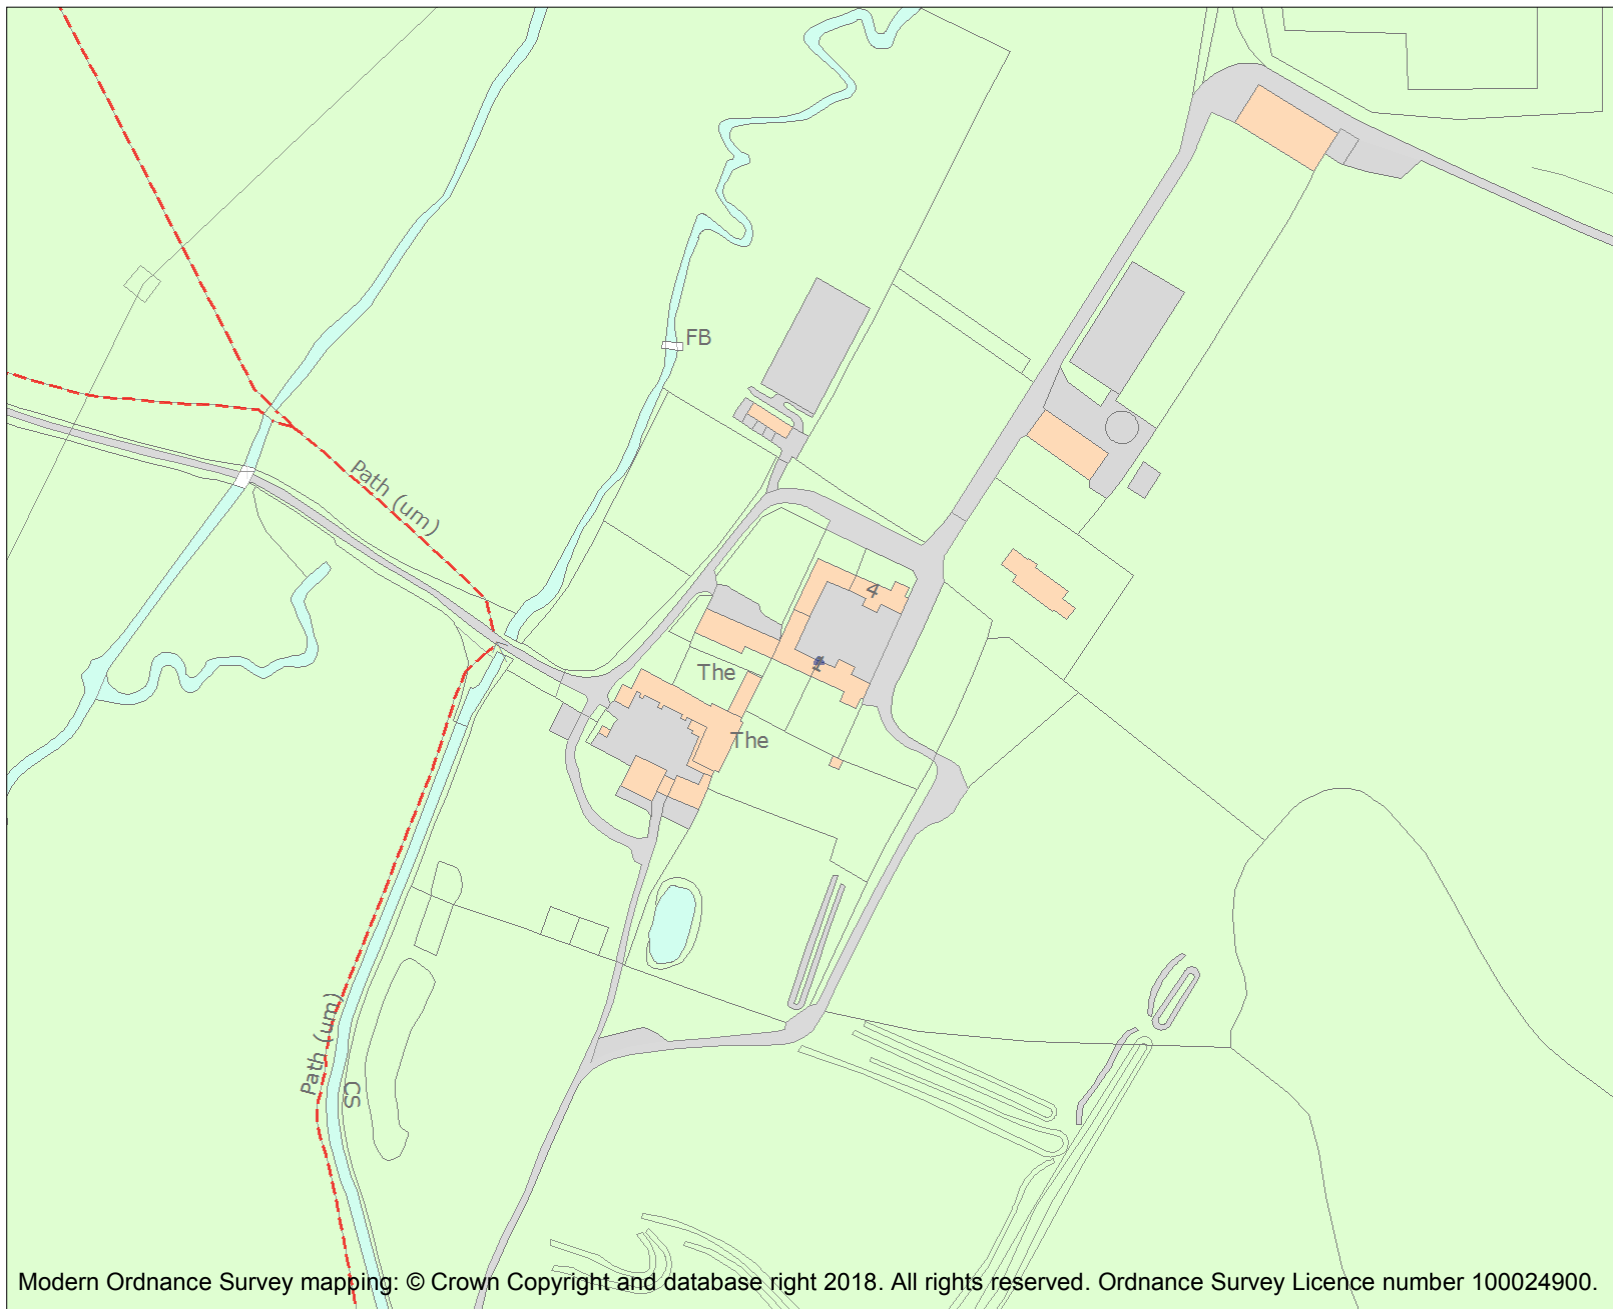 FB
Path (um)
4
The
The
Path (um)
CS
Modern Ordnance Survey mapping: © Crown Copyright and database right 2018. All rights reserved. Ordnance Survey Licence number 100024900.